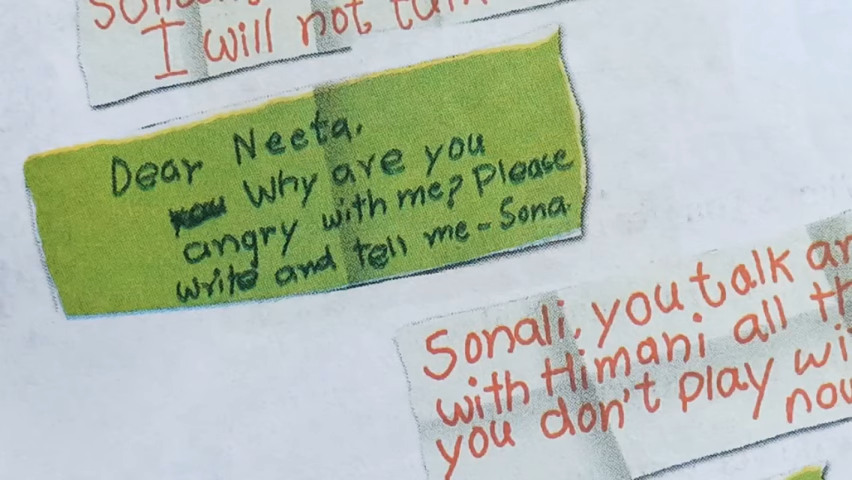 I will not talk
Dear Neeta,
you Why are you
angry with me? Please
write and tell me - Sona.
Sonali, you talk
with Himani all
you don't play